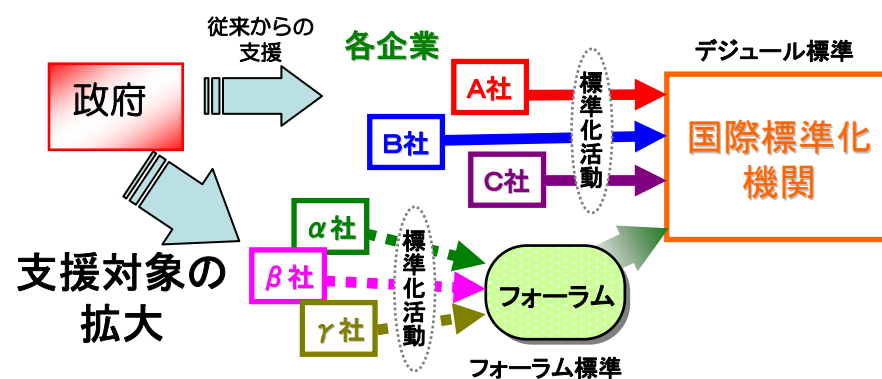 従来からの
支援
各企業
デジュール標準
政府
A社
B社
C社
標準化活動
国際標準化
機関
支援対象の
拡大
α社
β社
γ社
標準化活動
フォーラム
フォーラム標準